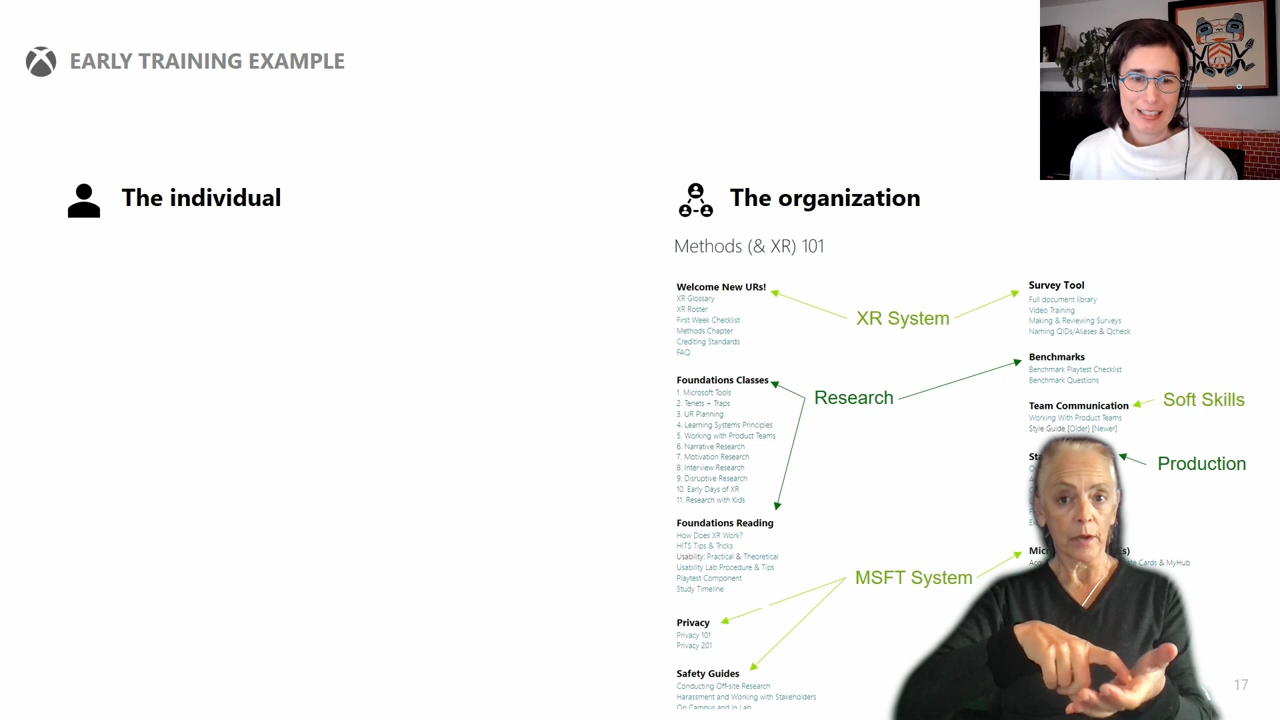 EARLY TRAINING EXAMPLE
The individual
The organization
Methods (& XR) 101
Welcome New URs!
XR Glossary
XR Roster
First Week Checklist
Methods Chapter
Crediting Standards
FAQ
Foundations Classes
1. Microsoft Tools
2. Tenets + Traps
3. UR Planning
4. Learning Systems Principles
5. Working with Product Teams
6. Narrative Research
7. Motivation Research
8. Interview Research
9. Disruptive Research
10. Early Days of XR
11. Research with Kids
Foundations Reading
How Does XR Work?
HITS Tips & Tricks
Usability: Practical & Theoretical
Usability Lab Procedure & Tips
Playtest Component
Study Timeline
Privacy
Privacy 101
Privacy 201
Safety Guides
Conducting Off-site Research
Harassment and Working with Stakeholders
On Campus and In Lab
XR System
Research
MSFT System
Survey Tool
Full document library
Video Training
Making & Reviewing Surveys
Naming QIDs/Aliases & Qcheck
Benchmarks
Benchmark Playtest Checklist
Benchmark Questions
Team Communication
Working With Product Teams
Style Guide [Older] [Newer]
Soft Skills
Production
Cards & MyHub
17